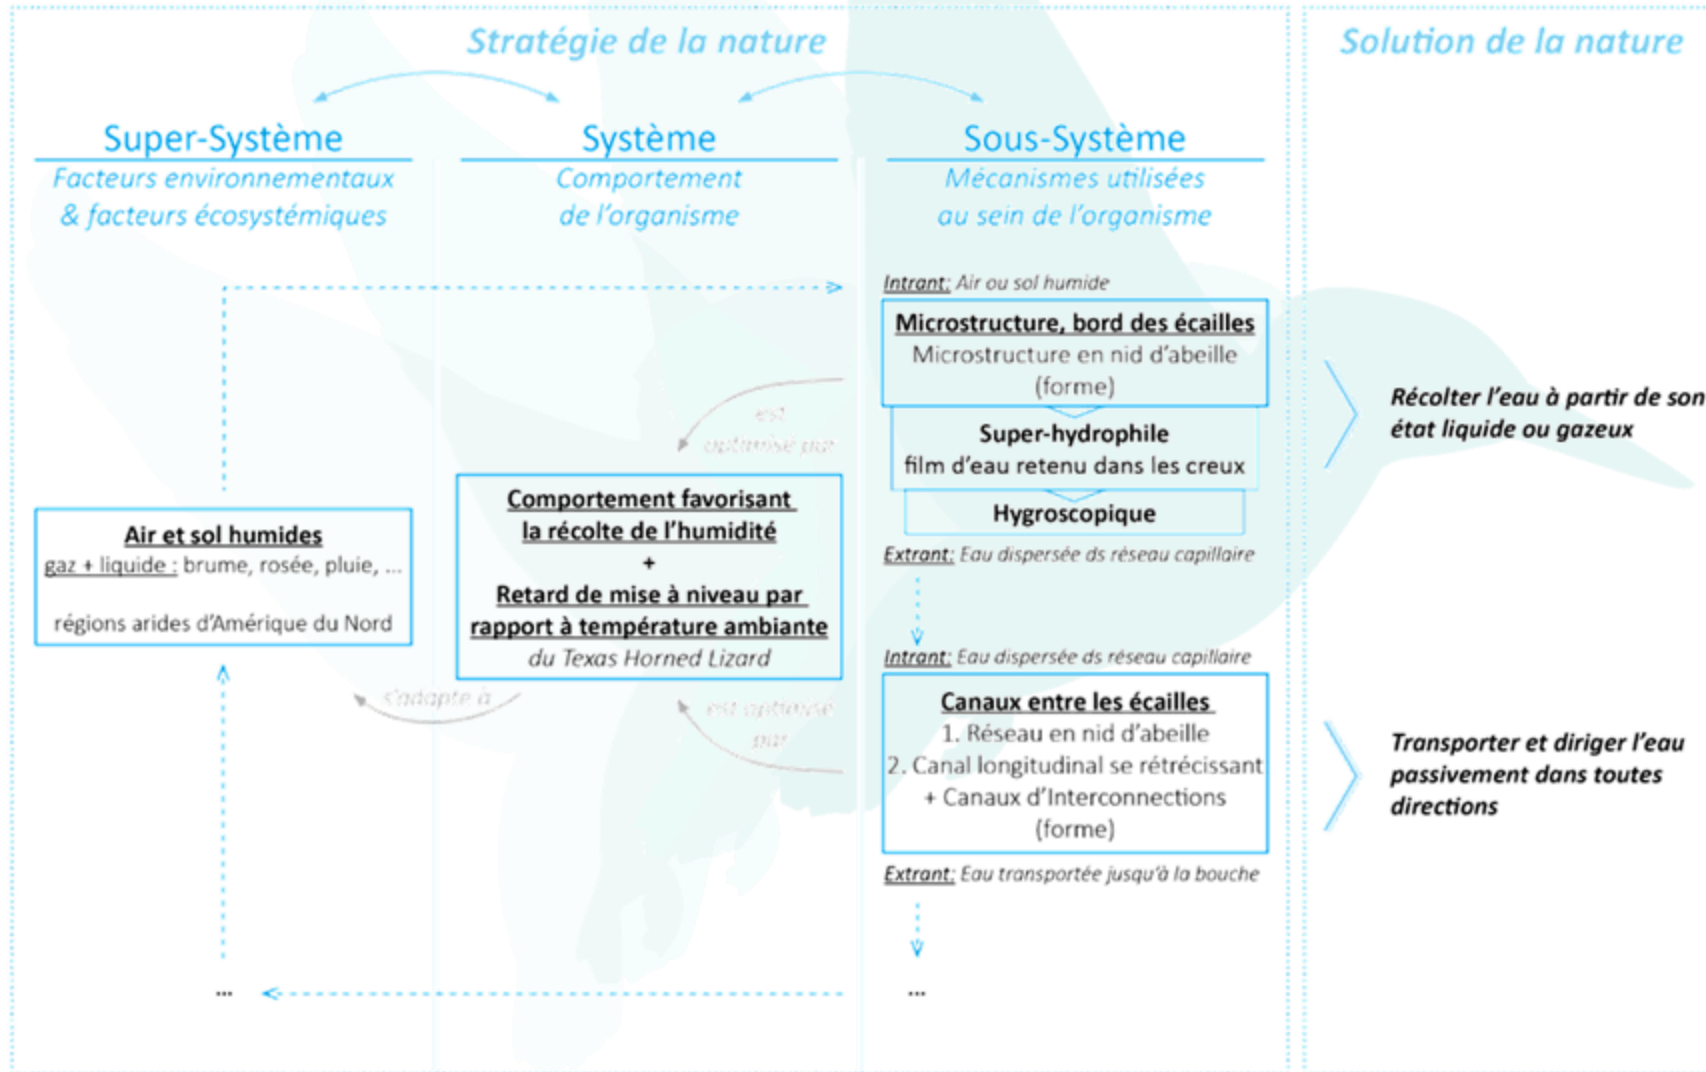 Stratégie de la nature
Solution de la nature
Super-Système
Facteurs environnementaux
& facteurs écosystémiques
Système
Comportement
de l'organisme
Sous-Système
Mécanismes utilisées
au sein de l'organisme
Air et sol humides
gaz + liquide : brume, rosée, pluie, ...
régions arides d'Amérique du Nord
s'adapte à
...
est
optimisé par
Comportement favorisant
la récolte de l'humidité
+
Retard de mise à niveau par
rapport à température ambiante
du Texas Horned Lizard
est optimisé
par
Intrant: Air ou sol humide
Microstructure, bord des écailles
Microstructure en nid d'abeille
(forme)
Super-hydrophile
film d'eau retenu dans les creux
Hygroscopique
Extrant: Eau dispersée ds réseau capillaire
Intrant: Eau dispersée ds réseau capillaire
Canaux entre les écailles
1. Réseau en nid d'abeille
2. Canal longitudinal se rétrécissant
+ Canaux d'Interconnections
(forme)
Extrant: Eau transportée jusqu'à la bouche
...
Récolter l'eau à partir de son
état liquide ou gazeux
Transporter et diriger l'eau
passivement dans toutes
directions